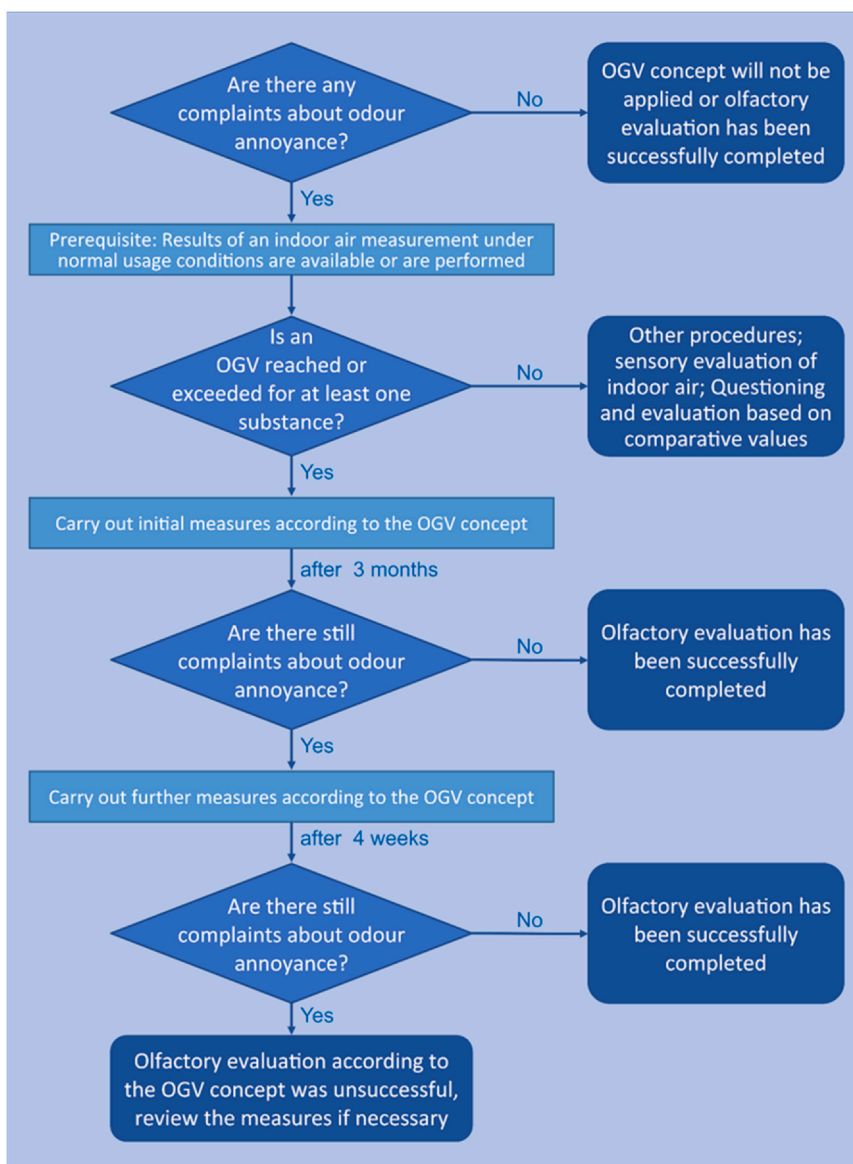 Are there any
complaints about odour
annoyance?
No
OGV concept will not be
applied or olfactory
evaluation has been
successfully completed
Yes
Prerequisite: Results of an indoor air measurement under
normal usage conditions are available or are performed
Is an
OGV reached or
exceeded for at least one
substance?
No
Other procedures;
sensory evaluation of
indoor air; Questioning
and evaluation based on
comparative values
Yes
Carry out initial measures according to the OGV concept
after 3 months
Are there still
complaints about odour
annoyance?
No
Olfactory evaluation has
been successfully
completed
Yes
Carry out further measures according to the OGV concept
after 4 weeks
Are there still
complaints about odour
annoyance?
No
Olfactory evaluation has
been successfully
completed
Yes
Olfactory evaluation according to
the OGV concept was unsuccessful,
review the measures if necessary